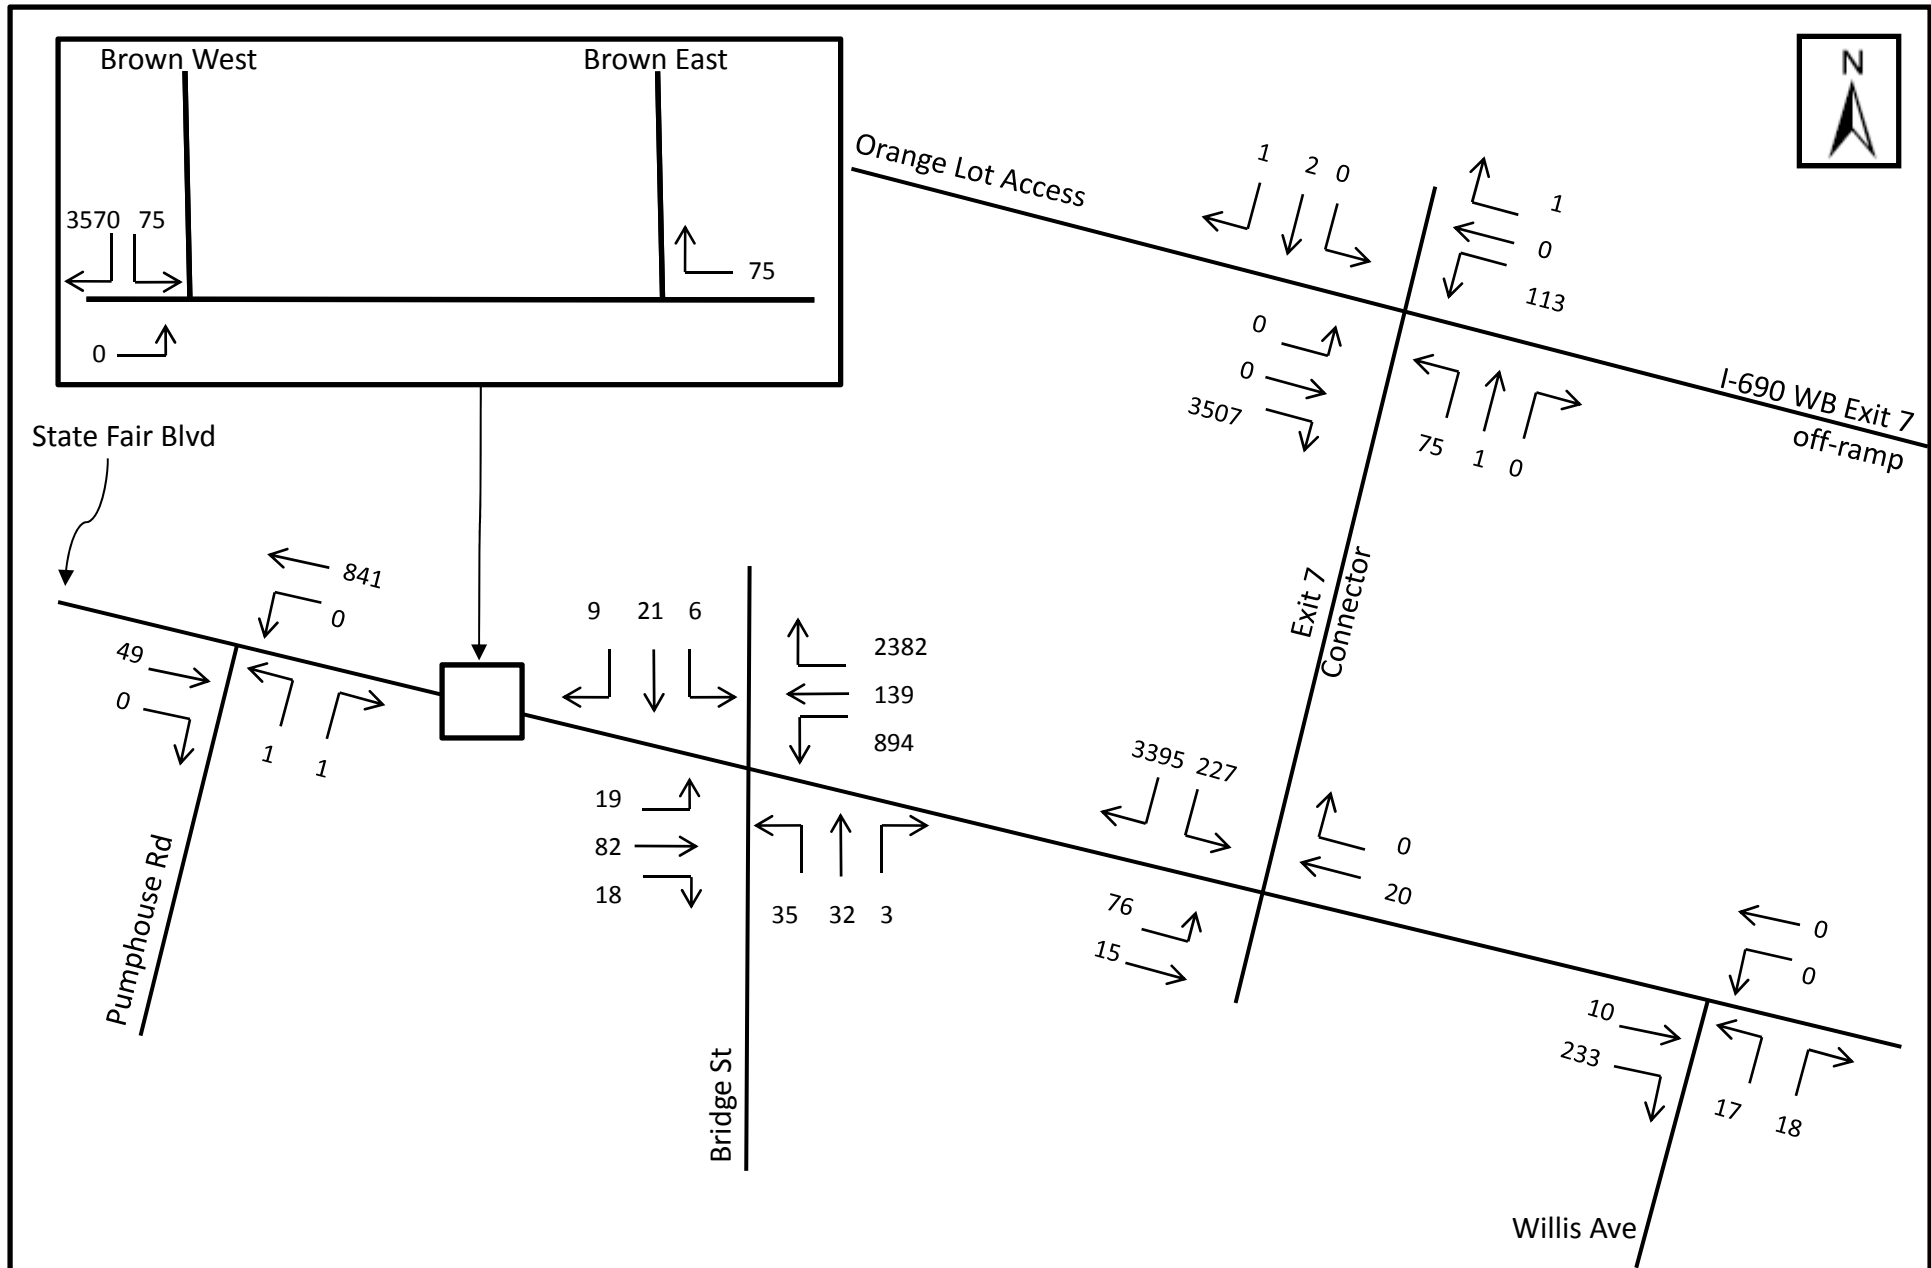 Brown West
Brown East
3570 75
75
0
N
Orange Lot Access
1 2 0
1
0
113
0
0
3507
75 1 0
I-690 WB Exit 7
off-ramp
State Fair Blvd
841
0
49
0
1 1
Pumphouse Rd
9 21 6
2382
139
894
19
82
18
35 32 3
Bridge St
Exit 7
Connector
3395 227
0
20
76
15
0
0
10
233
17 18
Willis Ave